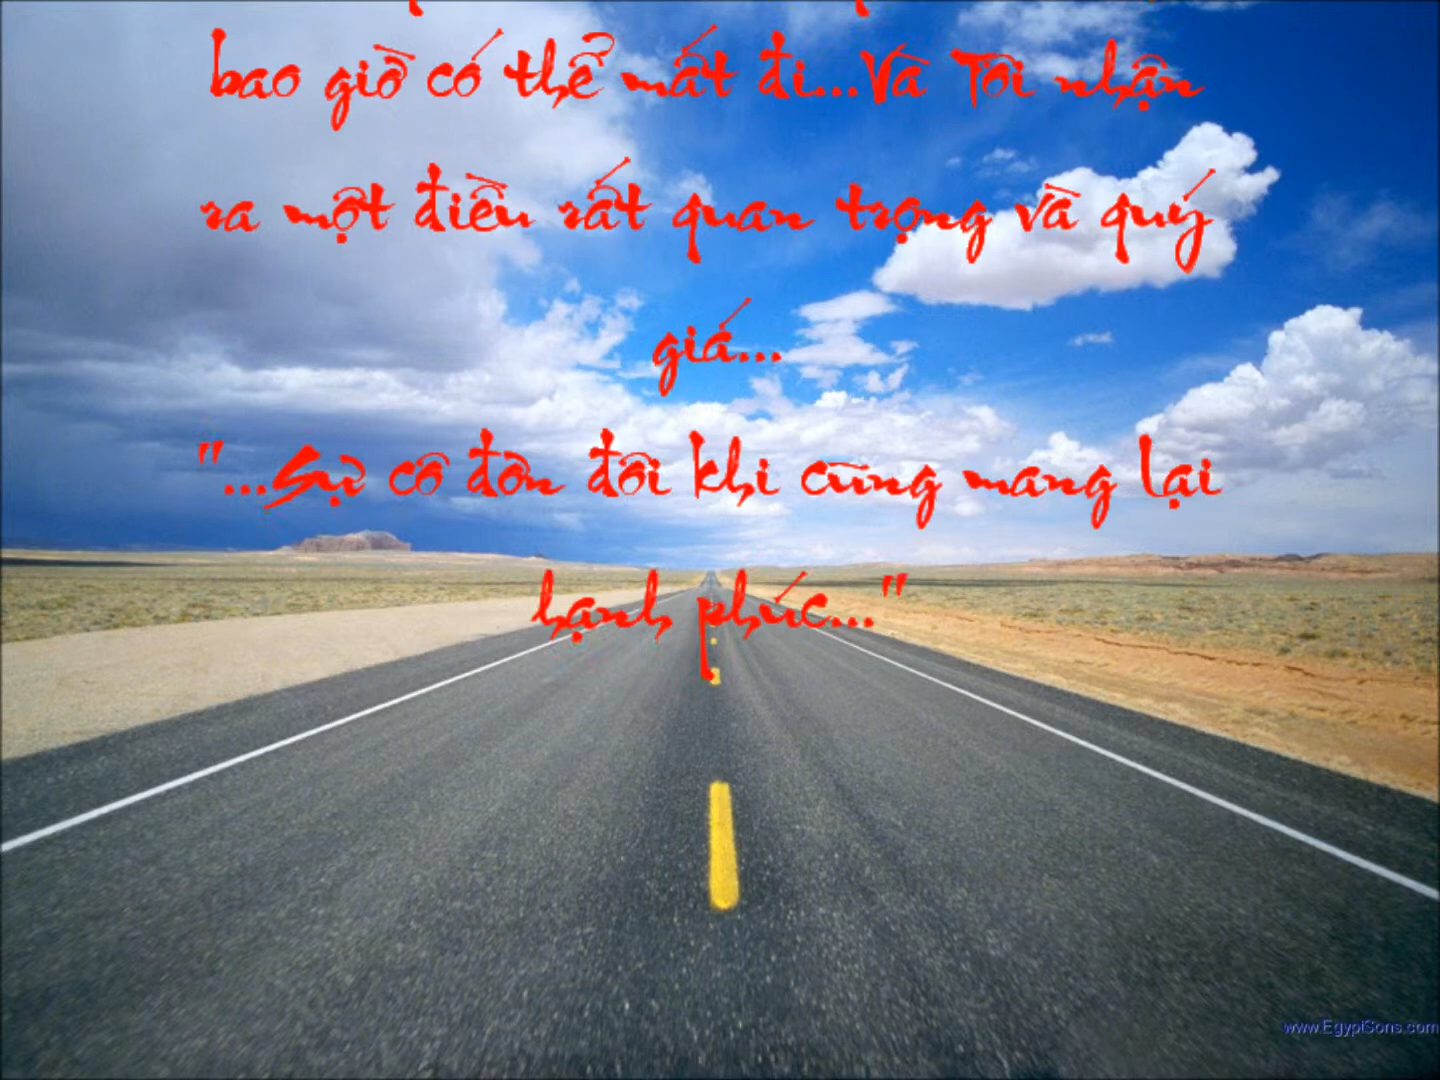 bao giờ có thể mất đi...Và Tôi nhận
ra một điều rất quan trọng và quý
giá...
"...Sự cô đơn đôi khi cũng mang lại
hạnh phúc..."
www.EgyptSons.com